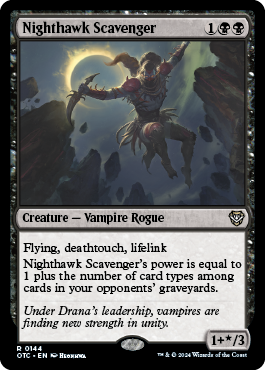 Nighthawk Scavenger 1
Creature — Vampire Rogue
Flying, deathtouch, lifelink
Nighthawk Scavenger's power is equal to
1 plus the number of card types among
cards in your opponents' graveyards.
Under Drana's leadership, vampires are
finding new strength in unity.
1+*/3
R 0144
OTC • EN Heonhwa ™ & © 2024 Wizards of the Coast